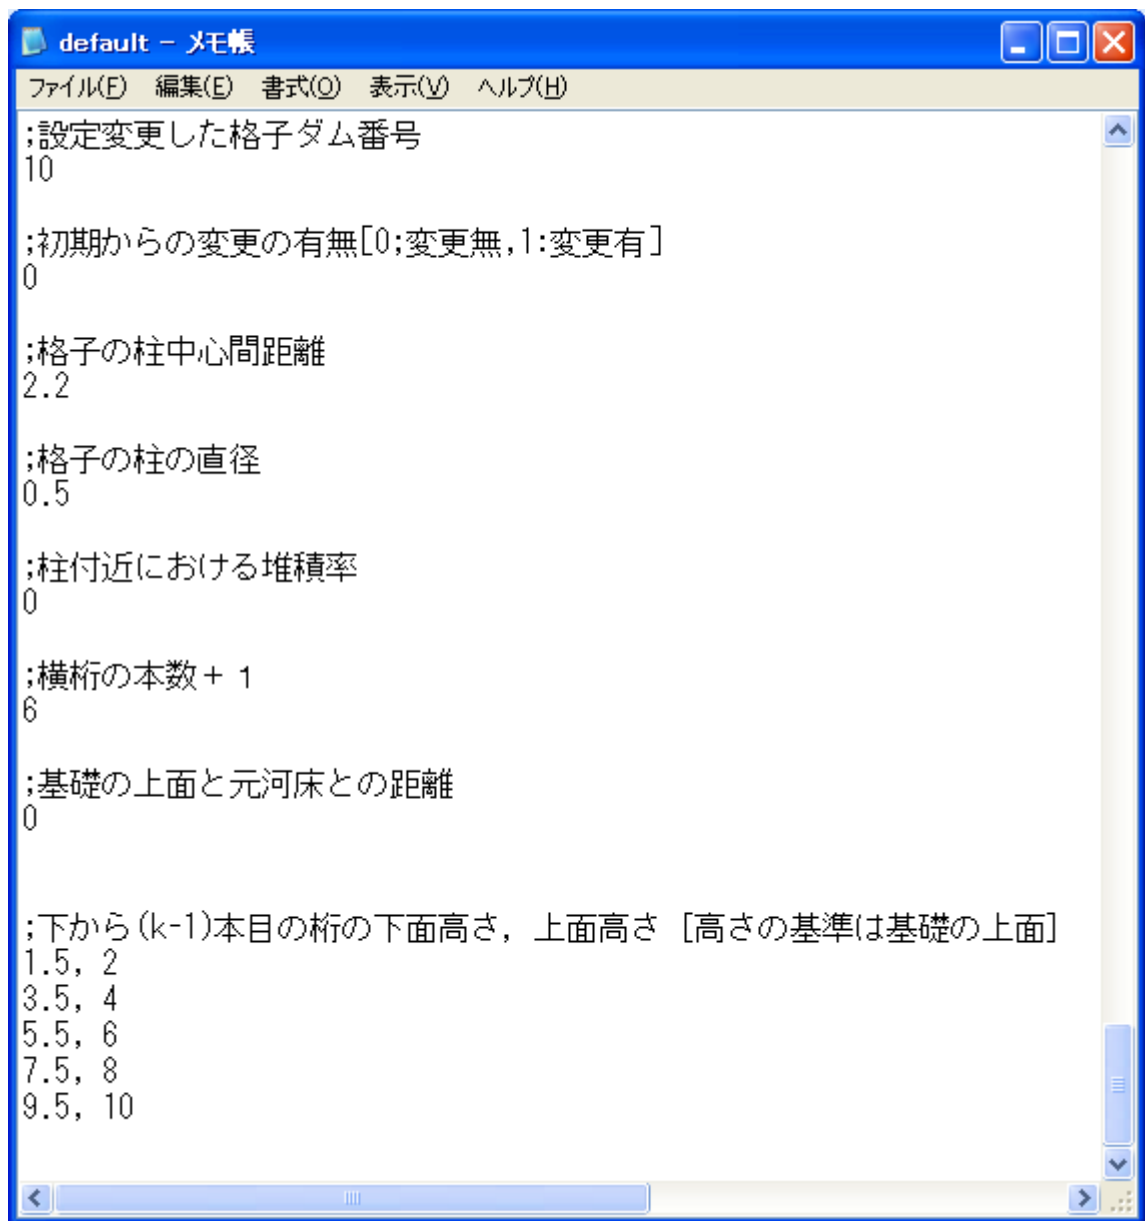 default - メモ帳
ファイル(F) 編集(E) 書式(O) 表示(V) ヘルプ(H)
;設定変更した格子ダム番号
10
;初期からの変更の有無[0;変更無,1:変更有]
0
;格子の柱中心間距離
2.2
;格子の柱の直径
0.5
;柱付近における堆積率
0
;横桁の本数+ 1
6
;基礎の上面と元河床との距離
0
;下から(k-1)本目の桁の下面高さ, 上面高さ [高さの基準は基礎の上面]
1.5, 2
3.5, 4
5.5, 6
7.5, 8
9.5, 10